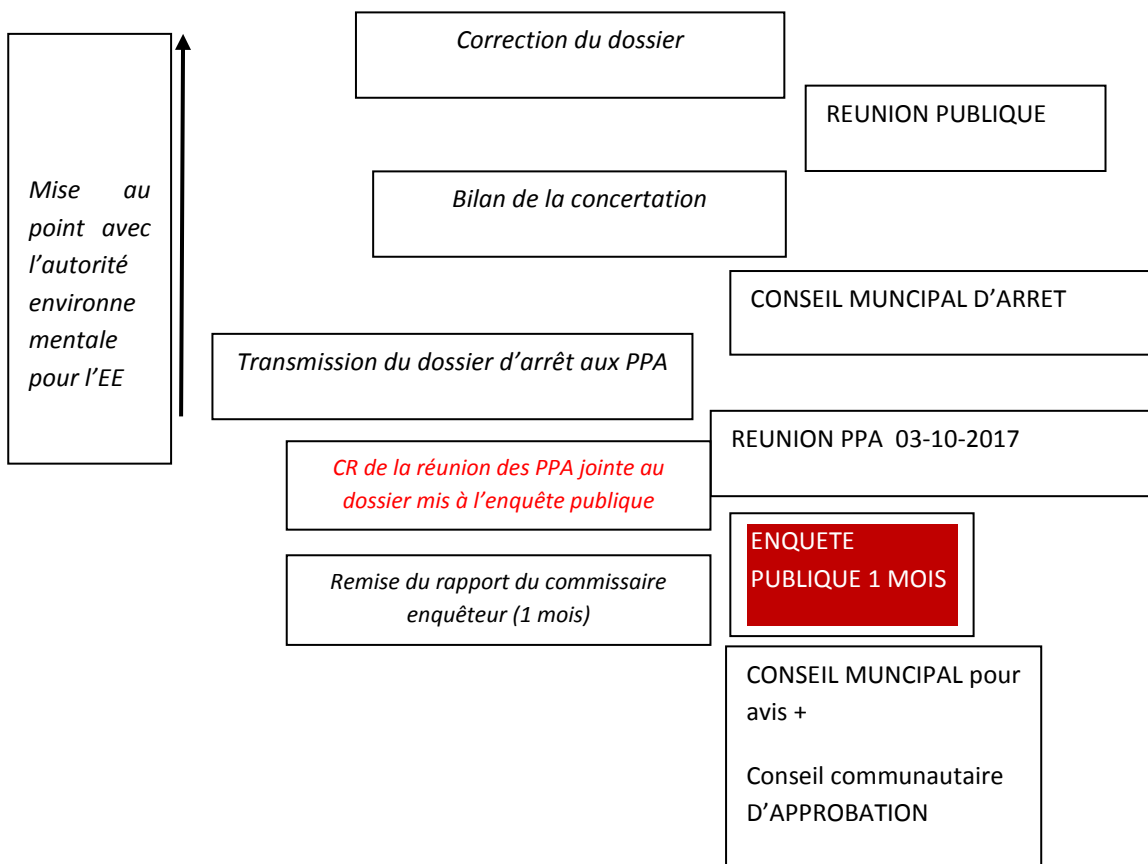 Correction du dossier
REUNION PUBLIQUE
Mise au
point avec
l’autorité
environne
mentale
pour l’EE
Bilan de la concertation
CONSEIL MUNCIPAL D’ARRET
Transmission du dossier d’arrêt aux PPA
REUNION PPA 03-10-2017
CR de la réunion des PPA jointe au
dossier mis à l’enquête publique
ENQUETE
PUBLIQUE 1 MOIS
Remise du rapport du commissaire
enquêteur (1 mois)
CONSEIL MUNCIPAL pour
avis +
Conseil communautaire
D’APPROBATION